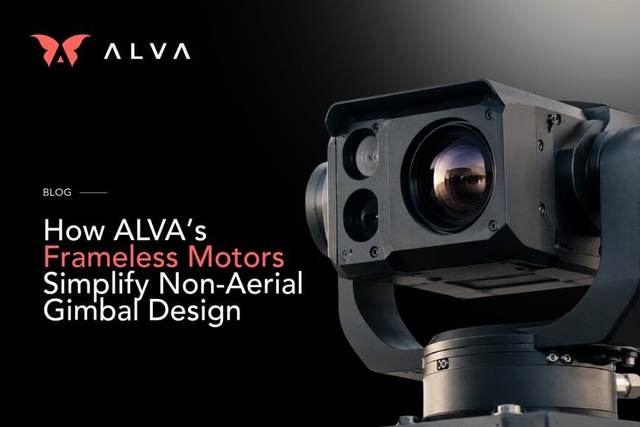 ALVA
BLOG
How ALVA's
Frameless Motors
Simplify Non-Aerial
Gimbal Design